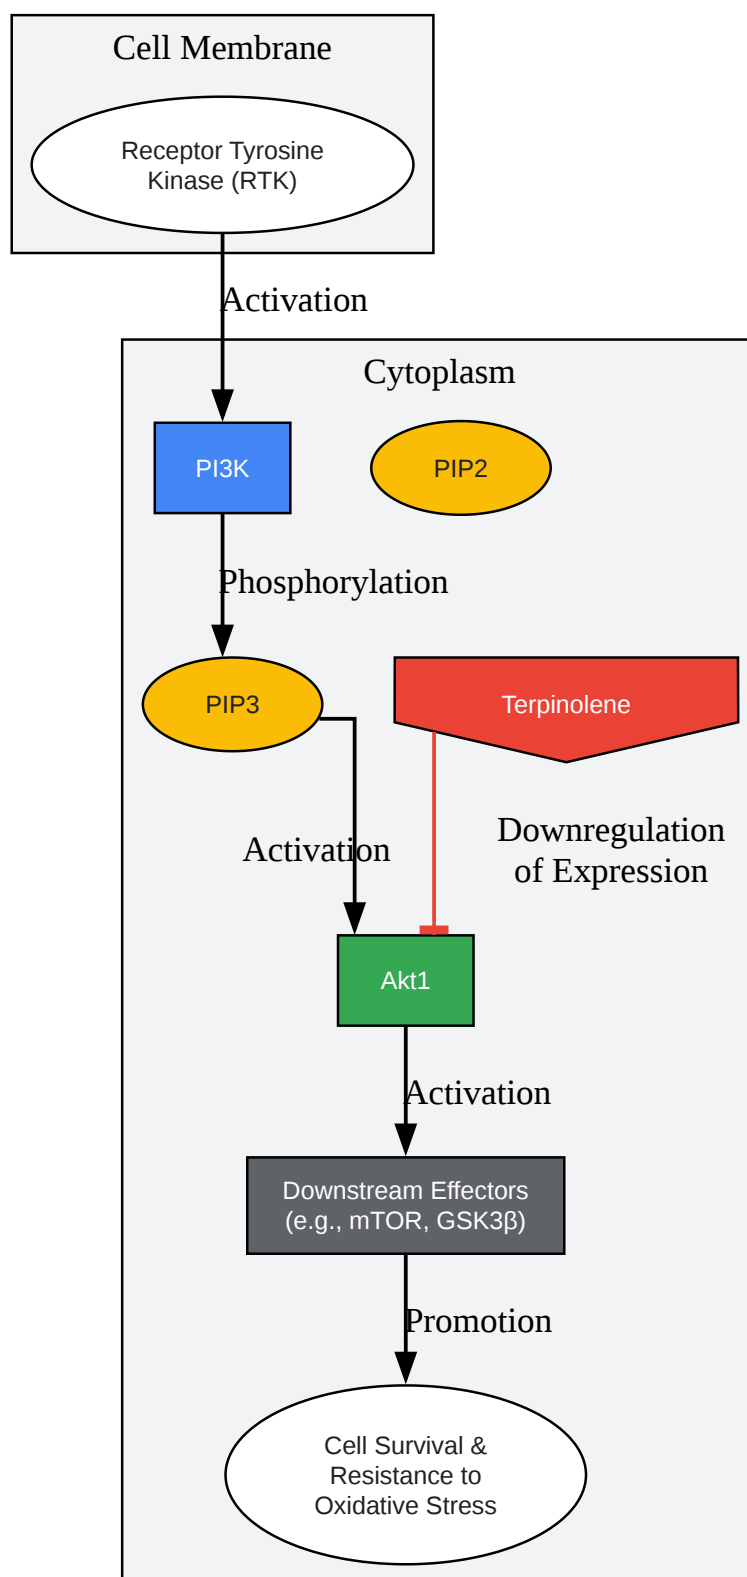 Cell Membrane
Receptor Tyrosine
Kinase (RTK)
Activation
Cytoplasm
PI3K
PIP2
Phosphorylation
PIP3
Terpinolene
Downregulation
of Expression
Activation
Akt1
Activation
Downstream Effectors
(e.g., mTOR, GSK3β)
Promotion
Cell Survival &
Resistance to
Oxidative Stress